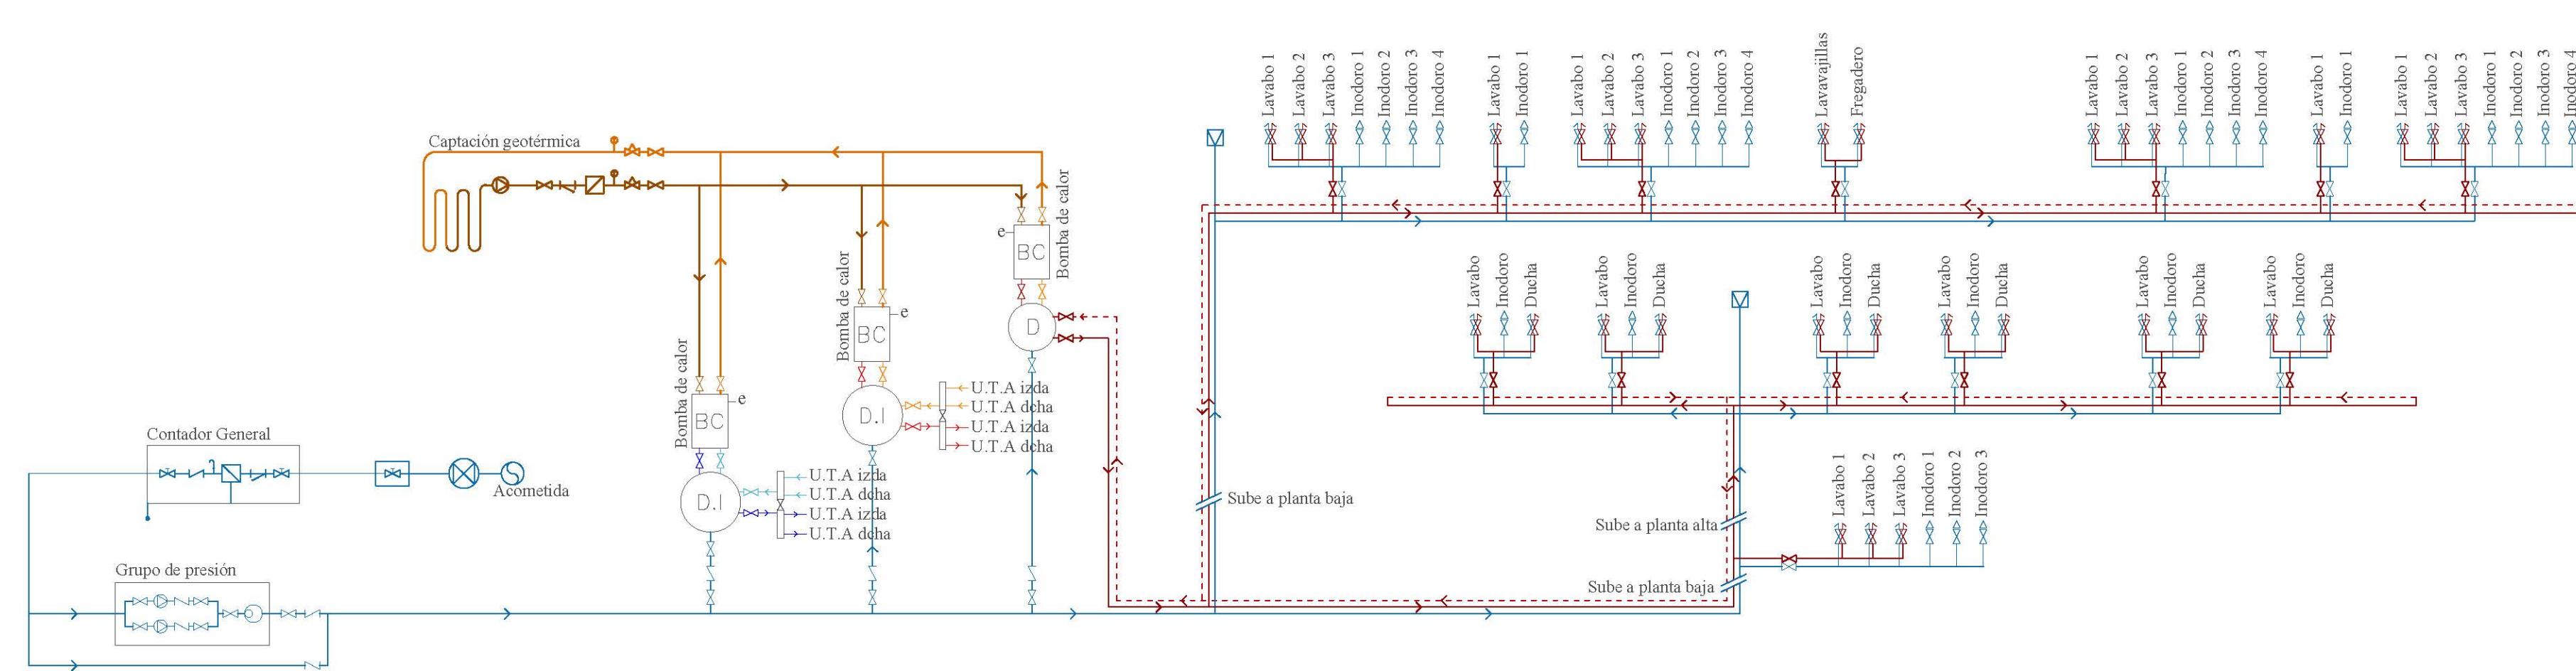 Lavabo 1
Lavabo 2
Lavabo 3
Inodoro 1
Inodoro 2
Inodoro 3
Inodoro 4
Lavabo 1
Inodoro 1
Lavabo 1
Lavabo 2
Lavabo 3
Inodoro 1
Inodoro 2
Inodoro 3
Inodoro 4
Lavavajillas
Fregadero
Lavabo 1
Lavabo 2
Lavabo 3
Inodoro 1
Inodoro 2
Inodoro 3
Inodoro 4
Lavabo 1
Inodoro 1
Lavabo 1
Lavabo 2
Lavabo 3
Inodoro 1
Inodoro 2
Inodoro 3
Inodoro 4
Captación geotérmica
Bomba de calor
e
BC
D
Bomba de calor
e
BC
D.I
U.T.A izda
U.T.A dcha
U.T.A izda
U.T.A dcha
Bomba de calor
e
BC
D.I
U.T.A izda
U.T.A dcha
U.T.A izda
U.T.A dcha
Lavabo
Inodoro
Ducha
Lavabo
Inodoro
Ducha
Lavabo
Inodoro
Ducha
Lavabo
Inodoro
Ducha
Lavabo
Inodoro
Ducha
Lavabo
Inodoro
Ducha
Contador General
Acometida
Sube a planta baja
Sube a planta alta
Lavabo 1
Lavabo 2
Lavabo 3
Inodoro 1
Inodoro 2
Inodoro 3
Sube a planta baja
Grupo de presión